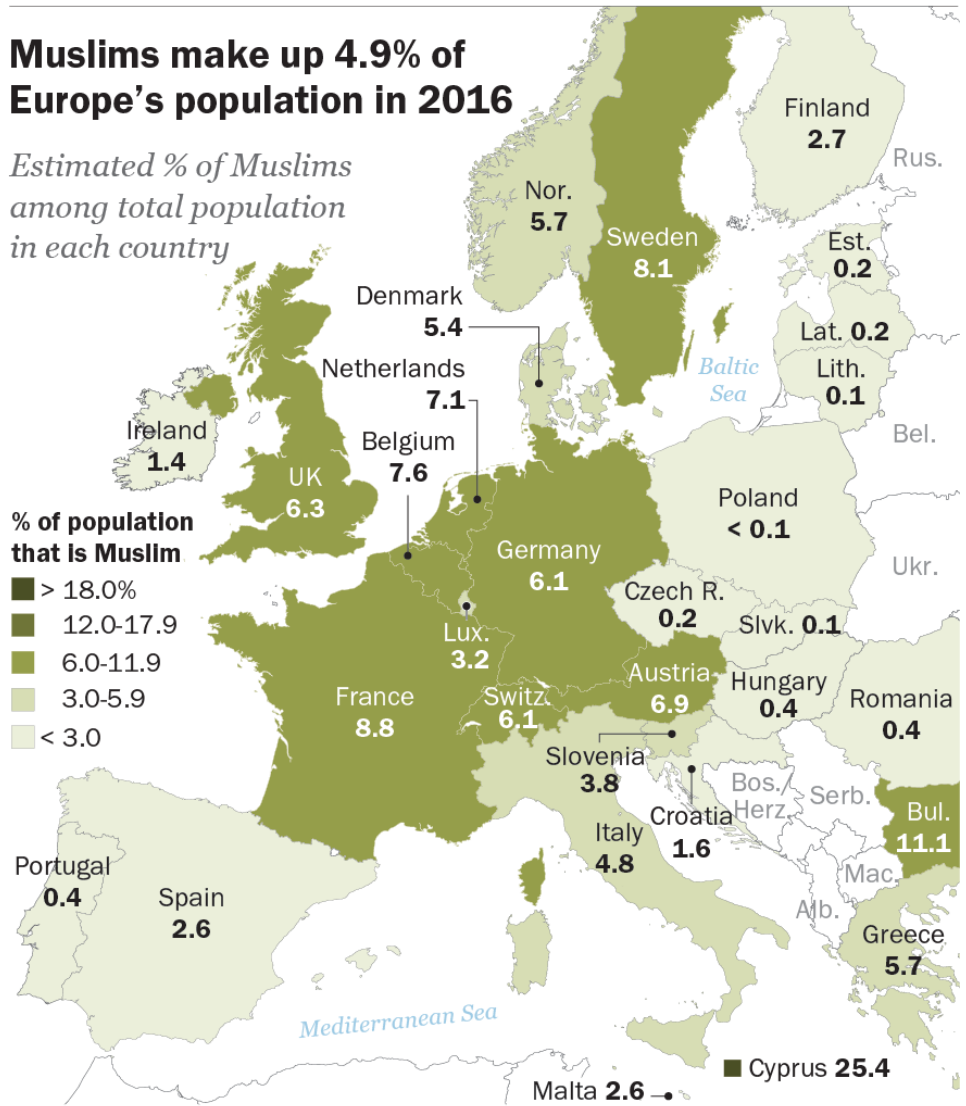 Muslims make up 4.9% of
Europe's population in 2016
Estimated % of Muslims
among total population
in each country
Finland
2.7
Rus.
Nor.
5.7
Sweden
8.1
Est.
0.2
Denmark
5.4
Lat. 0.2
Netherlands
7.1
Baltic
Sea
Lith.
0.1
Ireland
1.4
Belgium
7.6
Bel.
UK
6.3
Poland
< 0.1
% of population
that is Muslim
> 18.0%
12.0-17.9
6.0-11.9
3.0-5.9
< 3.0
Germany
6.1
Ukr.
Czech R.
0.2
Slvk. 0.1
Lux.
3.2
France
8.8
Switz.
6.1
Austria
6.9
Hungary
0.4
Romania
0.4
Slovenia
3.8
Bos./
Herz.
Serb.
Croatia
1.6
Bul.
11.1
Italy
4.8
Portugal
0.4
Spain
2.6
Mac.
Alb.
Greece
5.7
Mediterranean Sea
Cyprus 25.4
Malta 2.6